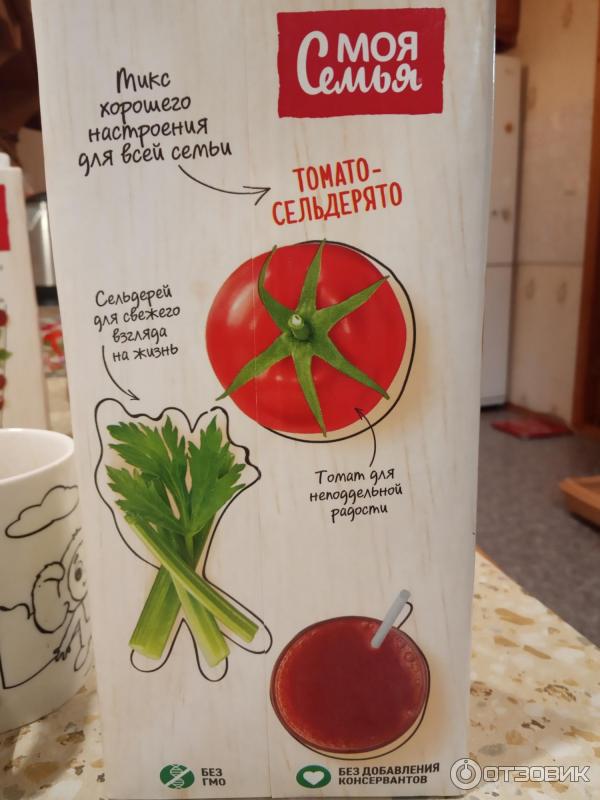 МОЯ
Семья
Микс
хорошего
настроения
для всей семьи
ТОМАТО-
СЕЛЬДЕРЯТО
Сельдерей
для свежего
взгляда
на жизнь
Томат для
неподдельной
радости
БЕЗ
ГМО
БЕЗ ДОБАВЛЕНИЯ
КОНСЕРВАНТОВ
ОТЗОВИК